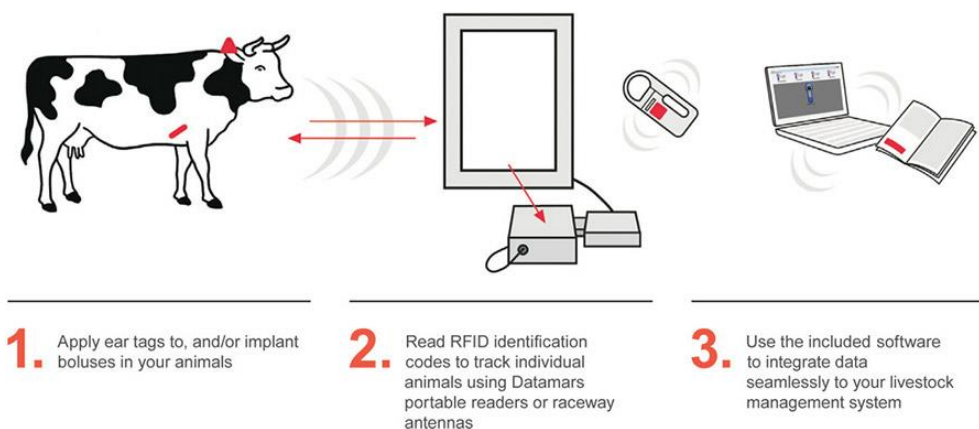 1. Apply ear tags to, and/or implant
boluses in your animals
2. Read RFID identification
codes to track individual
animals using Datamars
portable readers or raceway
antennas
3. Use the included software
to integrate data
seamlessly to your livestock
management system